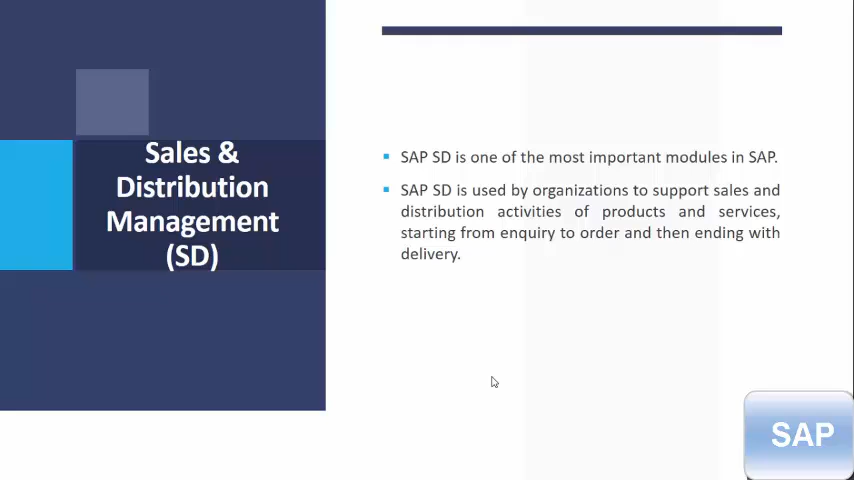 Sales &
Distribution
Management
(SD)
SAP SD is one of the most important modules in SAP.
SAP SD is used by organizations to support sales and
distribution activities of products and services,
starting from enquiry to order and then ending with
delivery.
SAP